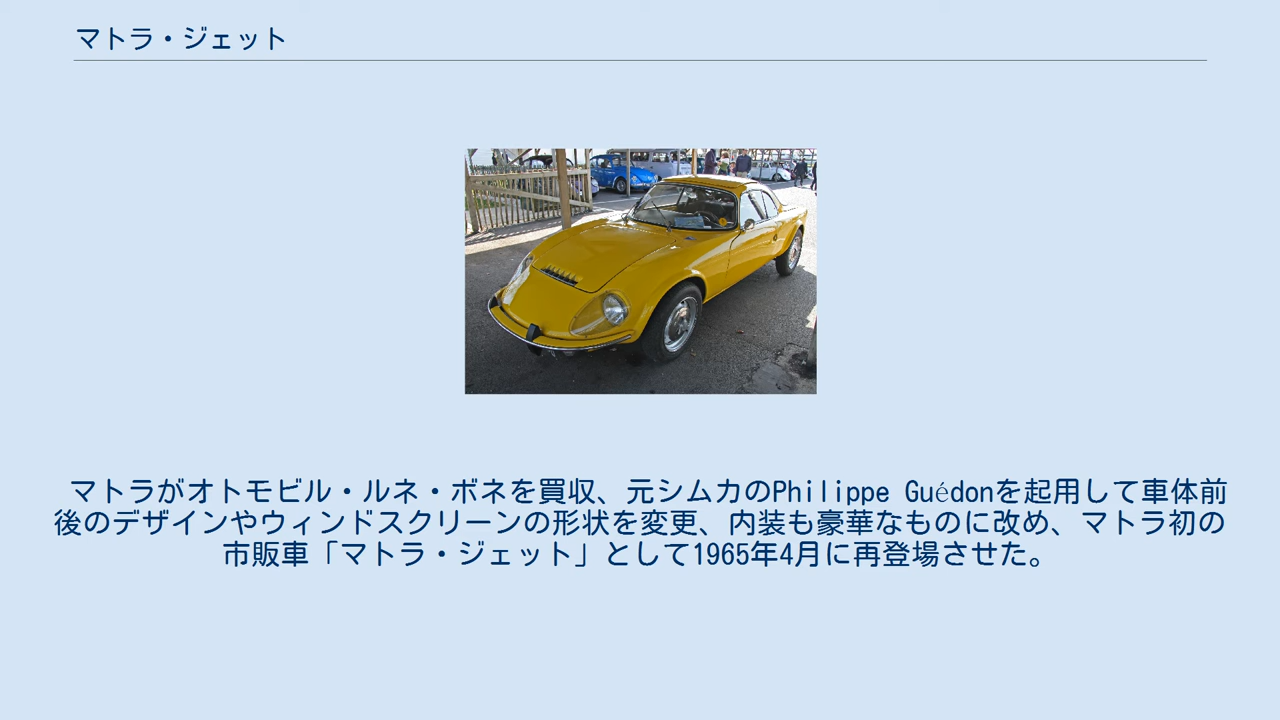 マトラ・ジェット
マトラがオトモビル・ルネ・ボネを買収、元シムカのPhilippe Guédonを起用して車体前
後のデザインやウィンドスクリーンの形状を変更、内装も豪華なものに改め、マトラ初の
市販車「マトラ・ジェット」として1965年4月に再登場させた。